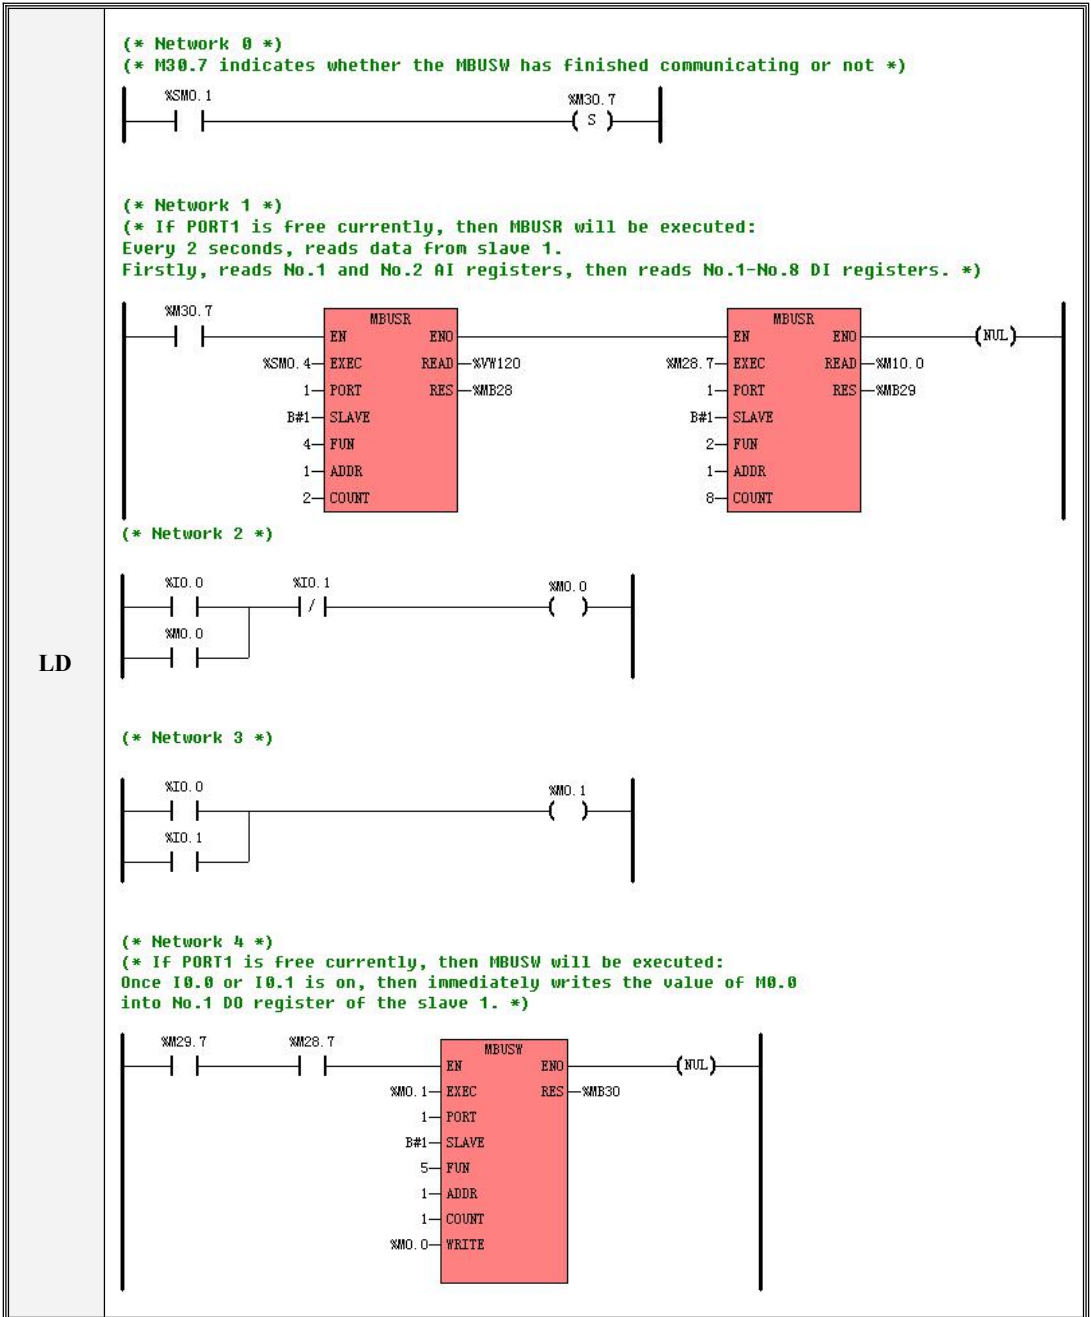 (* Network 0 *)
(* M30.7 indicates whether the MBUSW has finished communicating or not *)
%SM0.1 %M30.7
( S )
(* Network 1 *)
(* If PORT1 is free currently, then MBUSR will be executed:
Every 2 seconds, reads data from slave 1.
Firstly, reads No.1 and No.2 AI registers, then reads No.1-No.8 DI registers. *)
%M30.7
MBUSR MBUSR
EN ENO EN ENO (NUL)
%SM0.4 EXEC READ %VW120 %M28.7 EXEC READ %M10.0
1 PORT RES %MB28 1 PORT RES %MB29
B#1 SLAVE B#1 SLAVE
4 FUN 2 FUN
1 ADDR 1 ADDR
2 COUNT 8 COUNT
(* Network 2 *)
%I0.0 %I0.1 %M0.0
/ ( )
%M0.0
LD
(* Network 3 *)
%I0.0 %M0.1
( )
%I0.1
(* Network 4 *)
(* If PORT1 is free currently, then MBUSW will be executed:
Once I0.0 or I0.1 is on, then immediately writes the value of M0.0
into No.1 DO register of the slave 1. *)
%M29.7 %M28.7
MBUSW
EN ENO (NUL)
%M0.1 EXEC RES %MB30
1 PORT
B#1 SLAVE
5 FUN
1 ADDR
1 COUNT
%M0.0 WRITE